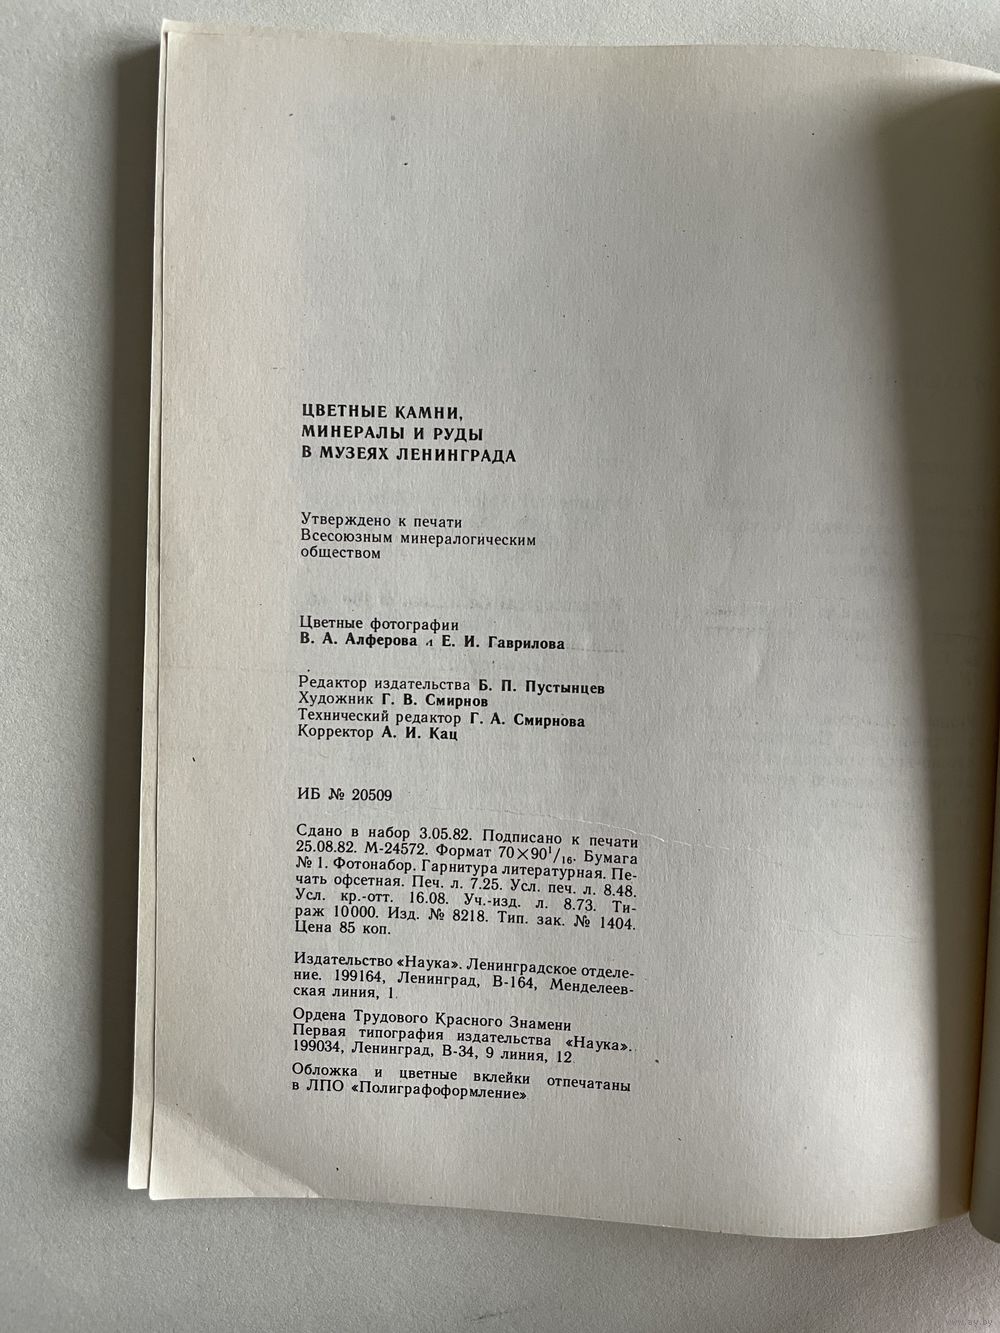 ЦВЕТНЫЕ КАМНИ,
МИНЕРАЛЫ И РУДЫ
В МУЗЕЯХ ЛЕНИНГРАДА
Утверждено к печати
Всесоюзным минералогическим
обществом
Цветные фотографии
В. А. Алферова и Е. И. Гаврилова
Редактор издательства Б. П. Пустынцев
Художник Г. В. Смирнов
Технический редактор Г. А. Смирнова
Корректор А. И. Кац
ИБ № 20509
Сдано в набор 3.05.82. Подписано к печати
25.08.82. М-24572. Формат 70×90 1/16. Бумага
№ 1. Фотонабор. Гарнитура литературная. Пе-
чать офсетная. Печ. л. 7.25. Усл. печ. л. 8.48.
Усл. кр.-отт. 16.08. Уч.-изд. л. 8.73. Ти-
раж 10000. Изд. № 8218. Тип. зак. № 1404.
Цена 85 коп.
Издательство «Наука». Ленинградское отделе-
ние. 199164, Ленинград, В-164, Менделеев-
ская линия, 1.
Ордена Трудового Красного Знамени
Первая типография издательства «Наука».
199034, Ленинград, В-34, 9 линия, 12.
Обложка и цветные вклейки отпечатаны
в ЛПО «Полиграфоформление»
www.ay.by